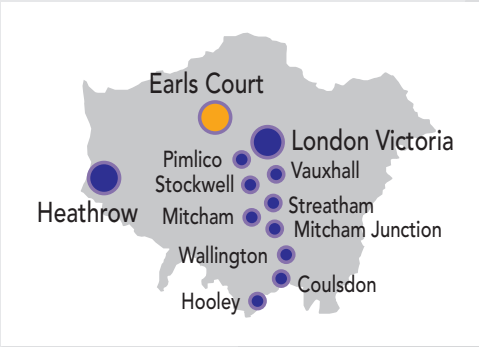 Earls Court
London Victoria
Pimlico
Vauxhall
Stockwell
Heathrow
Streatham
Mitcham
Mitcham Junction
Wallington
Coulsdon
Hooley